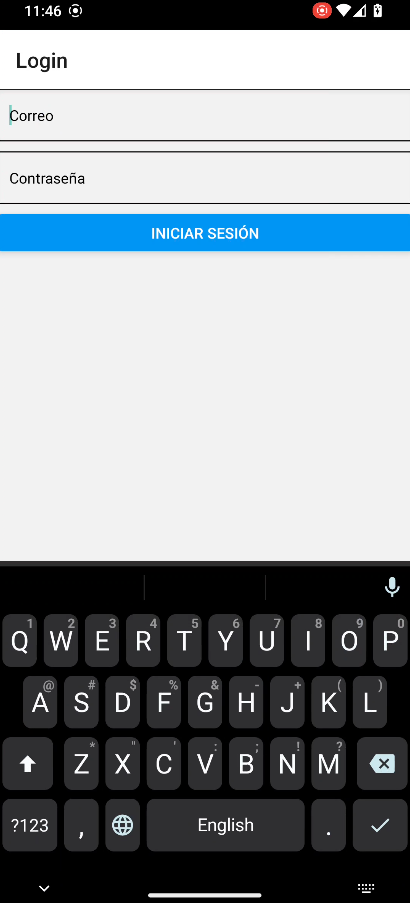 11:46
Login
Correo
Contraseña
INICIAR SESIÓN
1 2 3 4 5 6 7 8 9 0
Q W E R T Y U I O P
@ # $ % & - + ( )
A S D F G H J K L
* " ' : ; ! ?
Z X C V B N M
?123 , English .